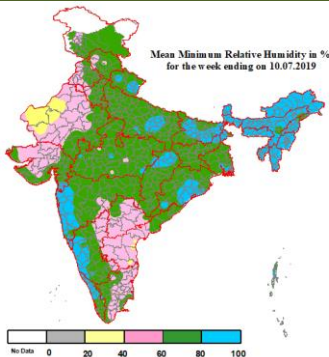 Mean Minimum Relative Humidity in %
for the week ending on 10.07.2019
No Data 0 20 40 60 80 100